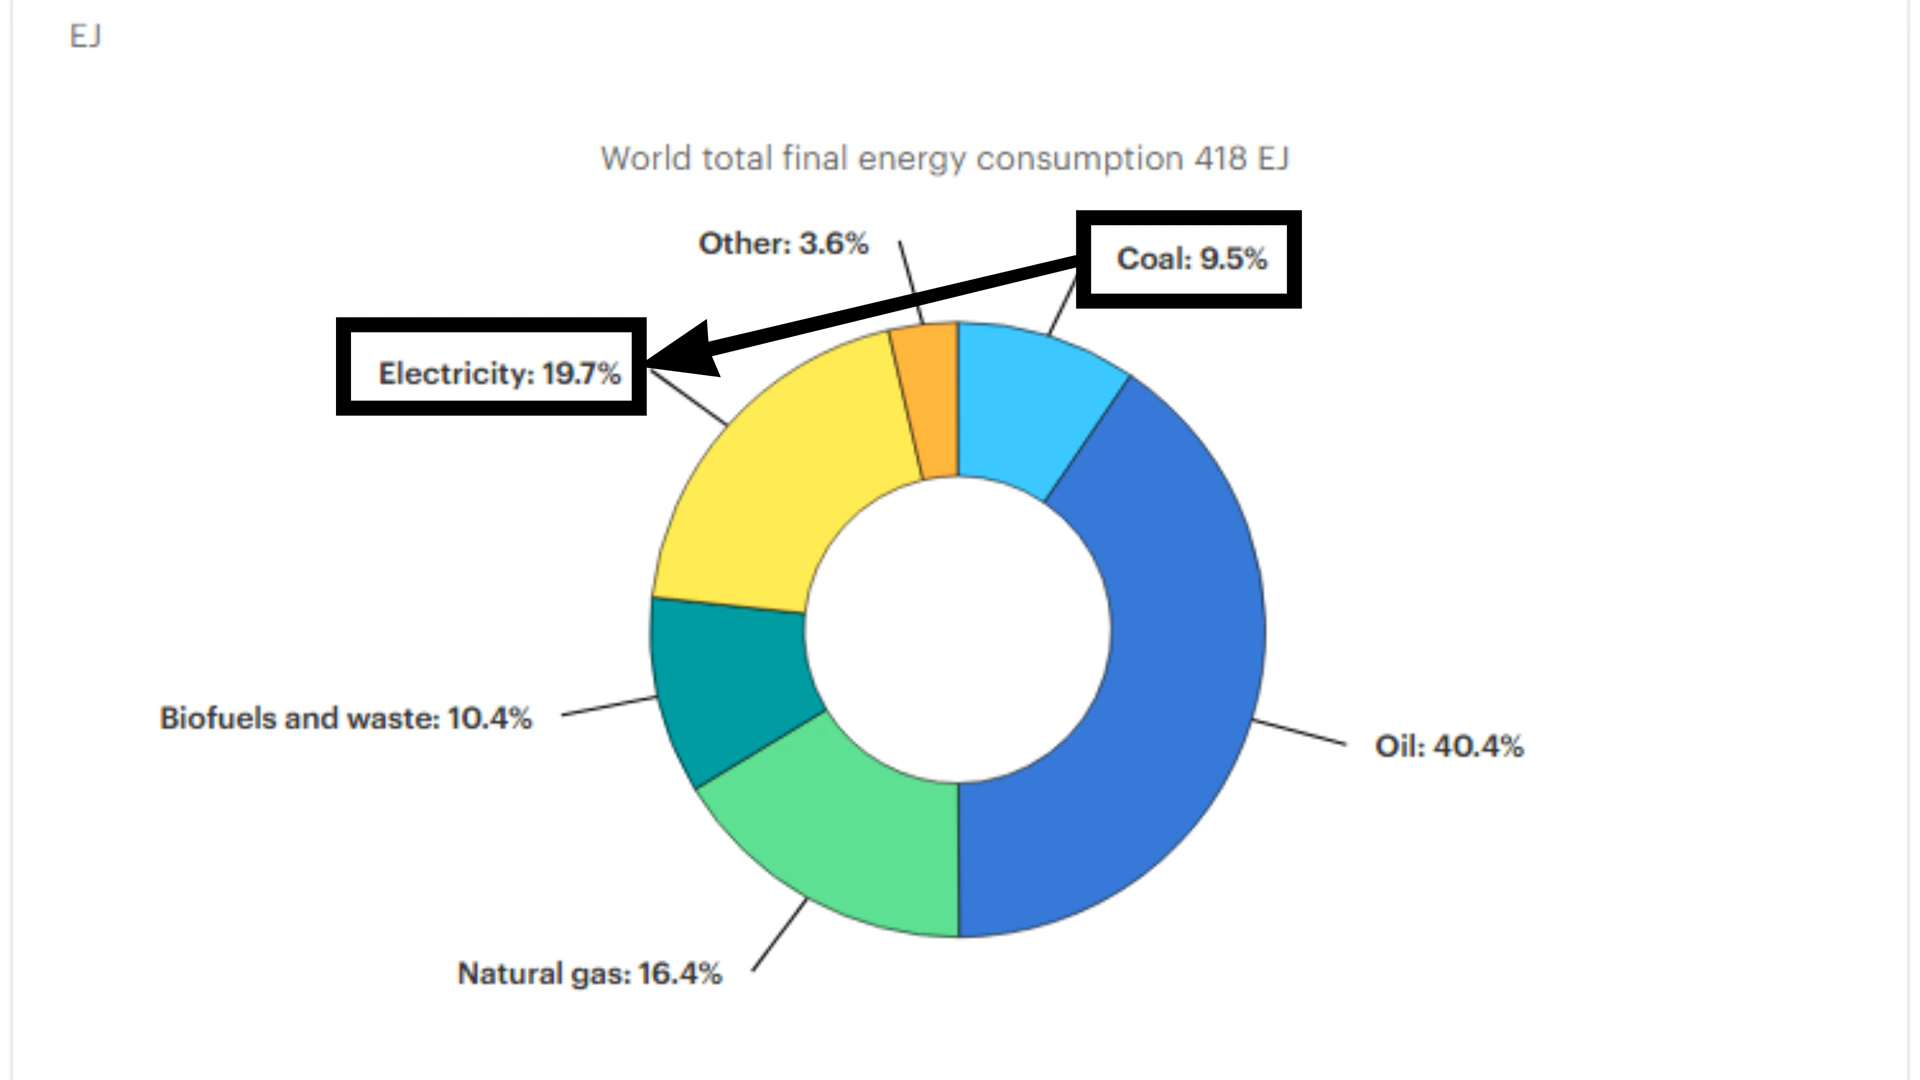 EJ
World total final energy consumption 418 EJ
Other: 3.6%
Coal: 9.5%
Electricity: 19.7%
Biofuels and waste: 10.4%
Oil: 40.4%
Natural gas: 16.4%